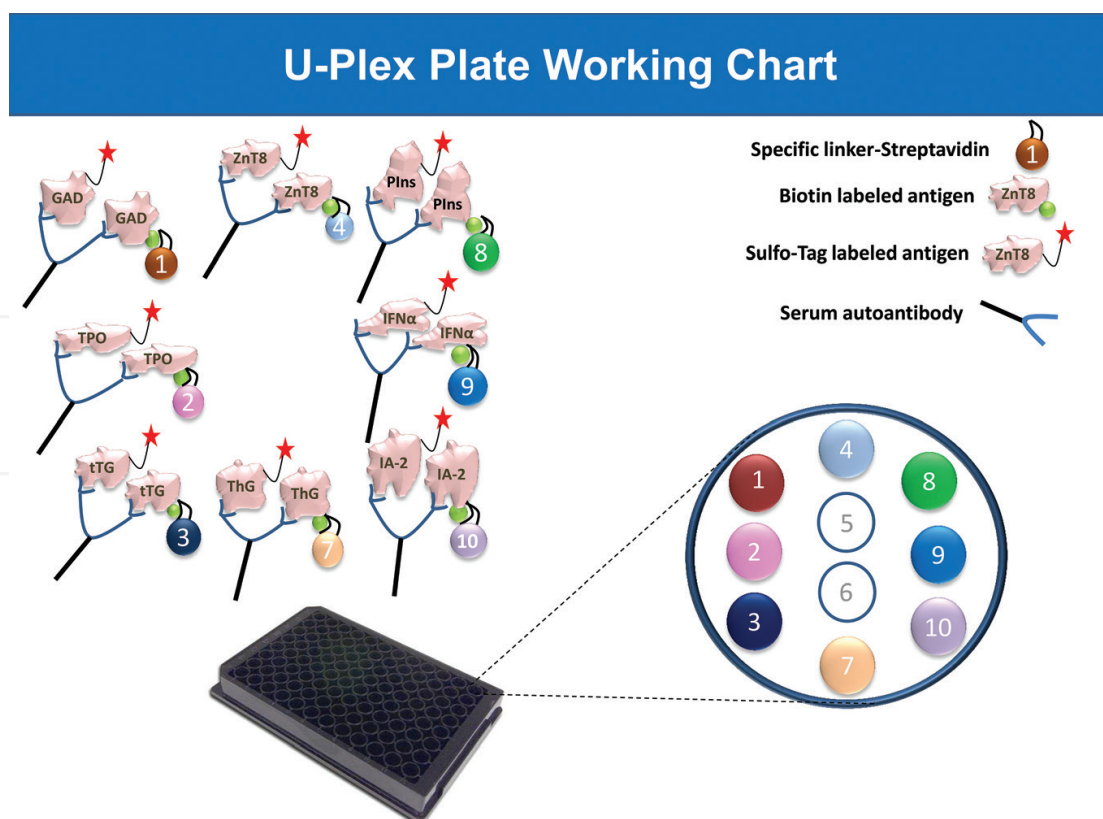 U-Plex Plate Working Chart
GAD
GAD
1
ZnT8
ZnT8
4
PIns
PIns
8
TPO
TPO
2
IFNα
IFNα
9
tTG
tTG
3
ThG
ThG
7
IA-2
IA-2
10
Specific linker-Streptavidin
1
Biotin labeled antigen
ZnT8
Sulfo-Tag labeled antigen
ZnT8
Serum autoantibody
1
2
3
4
5
6
7
8
9
10